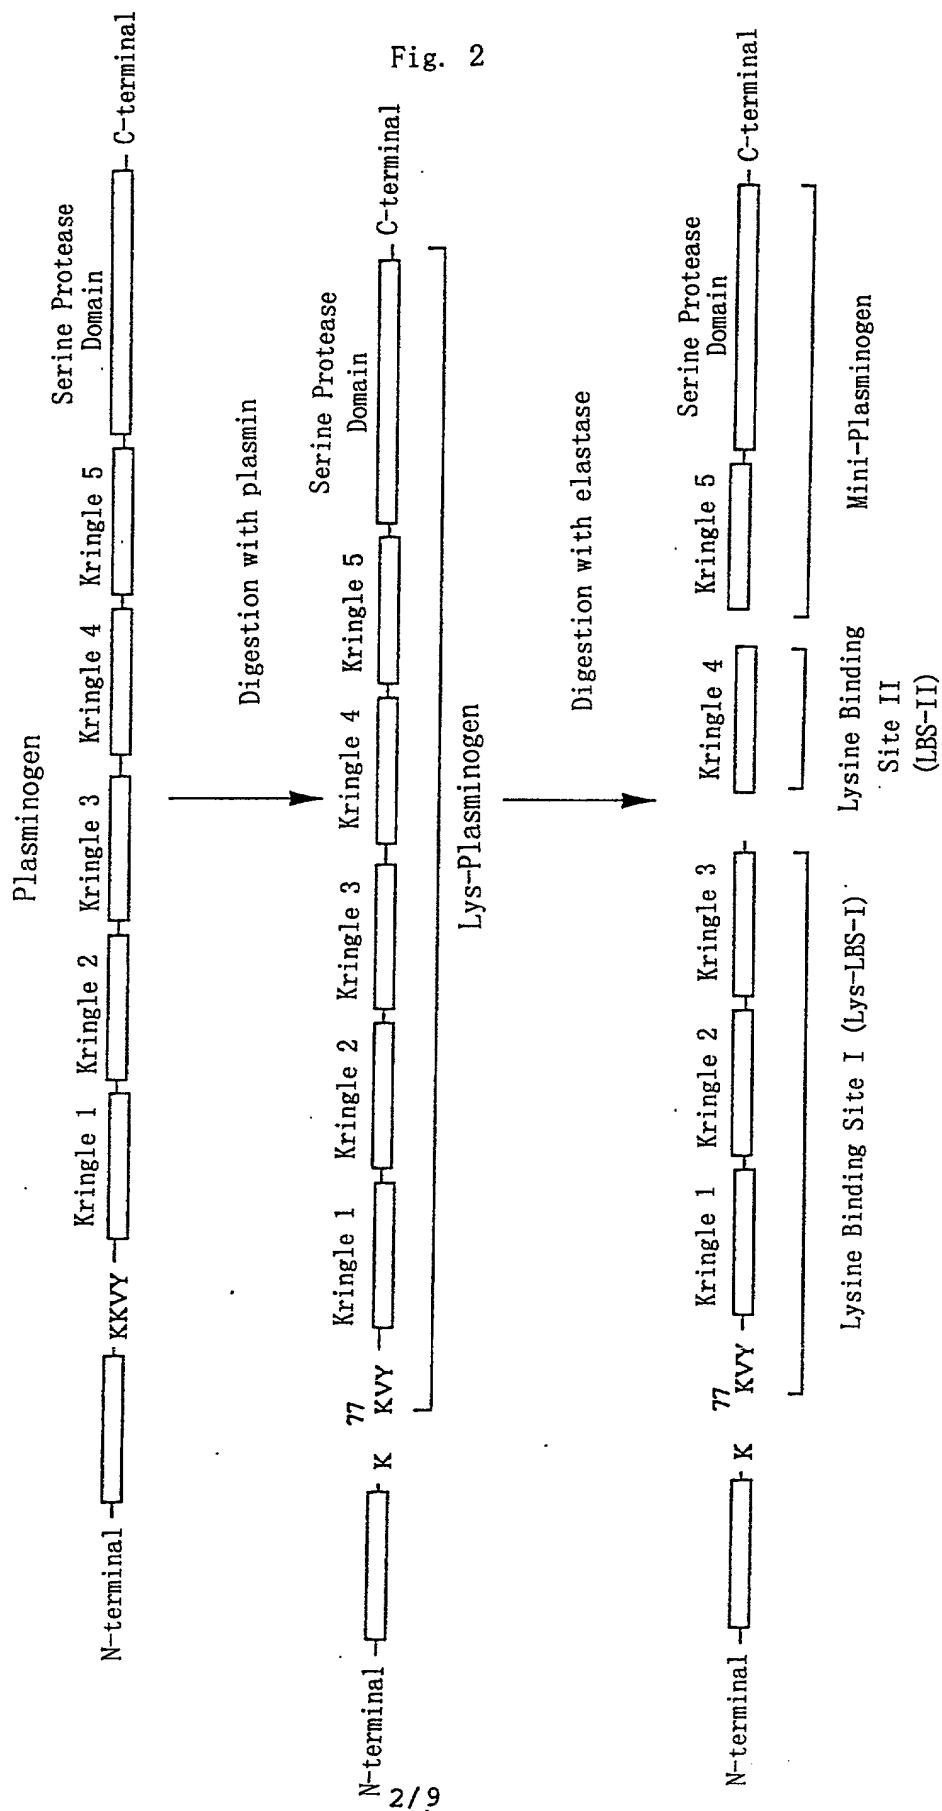 Fig. 2
Plasminogen
Serine Protease
Domain
Kringle 1 Kringle 2 Kringle 3 Kringle 4 Kringle 5
N-terminal KKVY C-terminal
Digestion with plasmin
Serine Protease
Domain
Kringle 1 Kringle 2 Kringle 3 Kringle 4 Kringle 5
77
N-terminal K KVY C-terminal
Lys-Plasminogen
Digestion with elastase
Serine Protease
Domain
Kringle 1 Kringle 2 Kringle 3 Kringle 4 Kringle 5
77
N-terminal K KVY C-terminal
Lysine Binding Site I (Lys-LBS-I)
Lysine Binding
Site II
(LBS-II)
Mini-Plasminogen
2/9